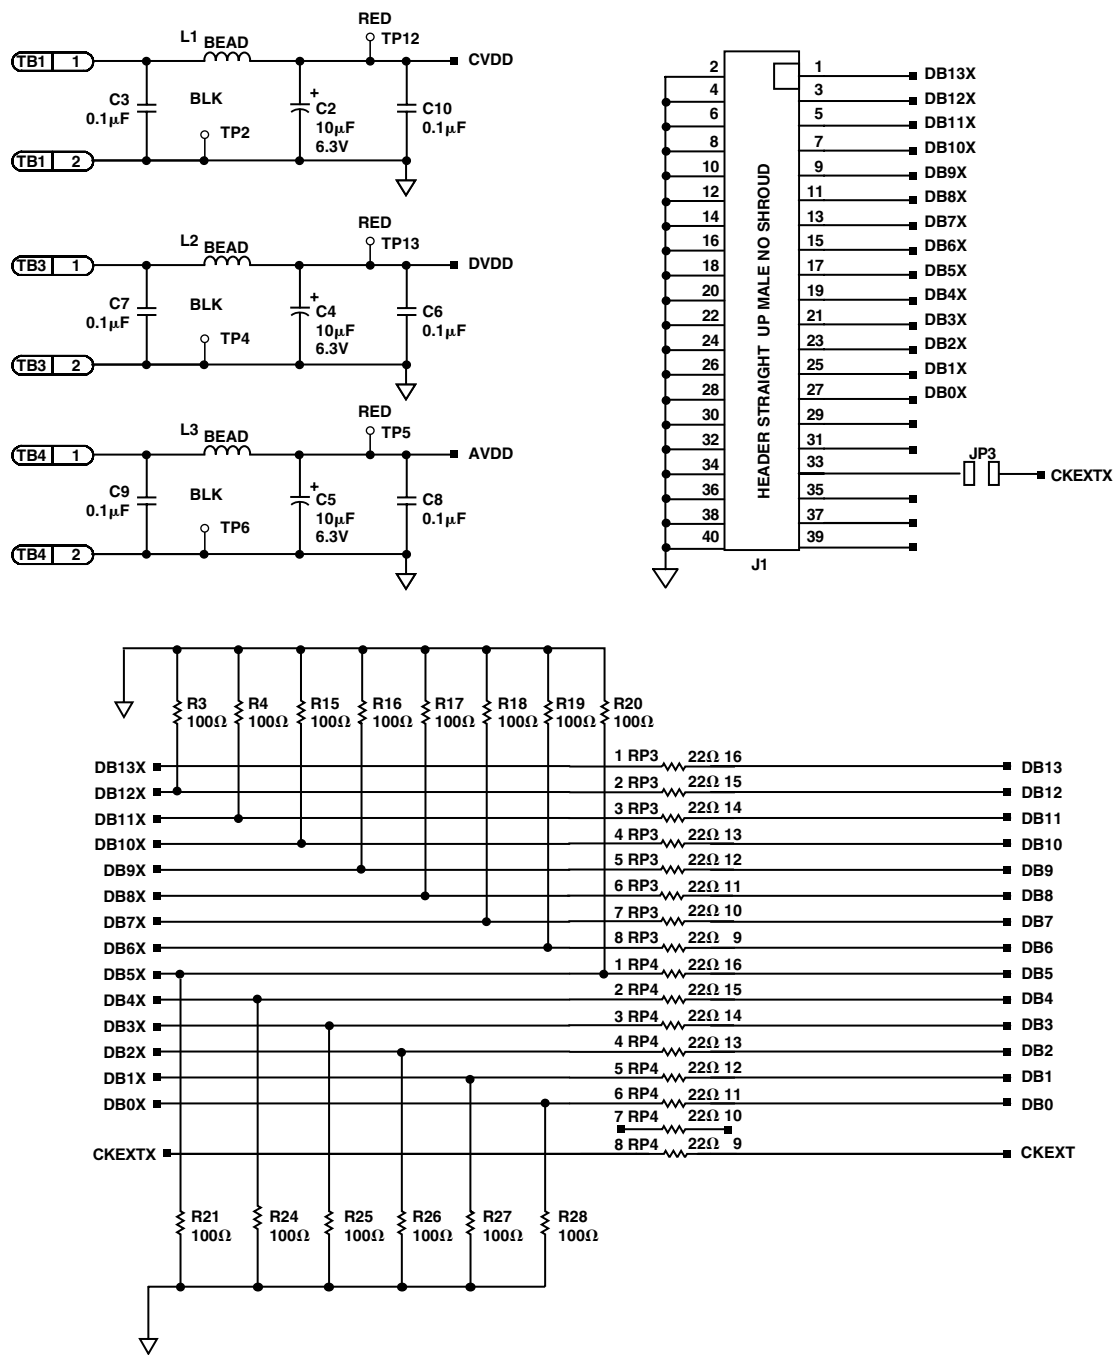 RED
L1 BEAD TP12
TB1 1 CVDD
C3 0.1μF
BLK
TP2
+ C2 10μF 6.3V
C10 0.1μF
TB1 2
RED
L2 BEAD TP13
TB3 1 DVDD
C7 0.1μF
BLK
TP4
+ C4 10μF 6.3V
C6 0.1μF
TB3 2
RED
L3 BEAD TP5
TB4 1 AVDD
C9 0.1μF
BLK
TP6
+ C5 10μF 6.3V
C8 0.1μF
TB4 2
2 1 DB13X
4 3 DB12X
6 5 DB11X
8 7 DB10X
10 9 DB9X
12 11 DB8X
14 13 DB7X
16 15 DB6X
18 17 DB5X
20 19 DB4X
22 21 DB3X
24 23 DB2X
26 25 DB1X
28 27 DB0X
30 29
32 31
34 33 JP3 CKEXTX
36 35
38 37
40 39
HEADER STRAIGHT UP MALE NO SHROUD
J1
R3 R4 R15 R16 R17 R18 R19 R20
100Ω 100Ω 100Ω 100Ω 100Ω 100Ω 100Ω 100Ω
DB13X 1 RP3 22Ω 16 DB13
DB12X 2 RP3 22Ω 15 DB12
DB11X 3 RP3 22Ω 14 DB11
DB10X 4 RP3 22Ω 13 DB10
DB9X 5 RP3 22Ω 12 DB9
DB8X 6 RP3 22Ω 11 DB8
DB7X 7 RP3 22Ω 10 DB7
DB6X 8 RP3 22Ω 9 DB6
DB5X 1 RP4 22Ω 16 DB5
DB4X 2 RP4 22Ω 15 DB4
DB3X 3 RP4 22Ω 14 DB3
DB2X 4 RP4 22Ω 13 DB2
DB1X 5 RP4 22Ω 12 DB1
DB0X 6 RP4 22Ω 11 DB0
7 RP4 22Ω 10
CKEXTX 8 RP4 22Ω 9 CKEXT
R21 R24 R25 R26 R27 R28
100Ω 100Ω 100Ω 100Ω 100Ω 100Ω